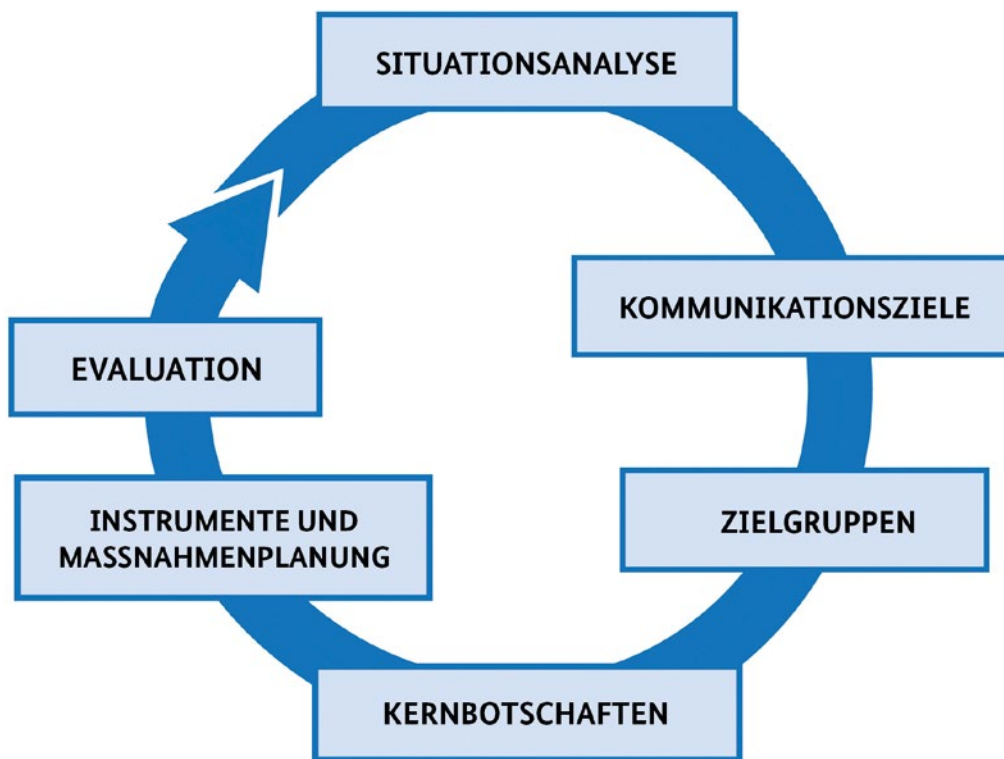 SITUATIONSANALYSE
KOMMUNIKATIONSZIELE
ZIELGRUPPEN
KERNBOTSCHAFTEN
INSTRUMENTE UND
MASSNAHMENPLANUNG
EVALUATION